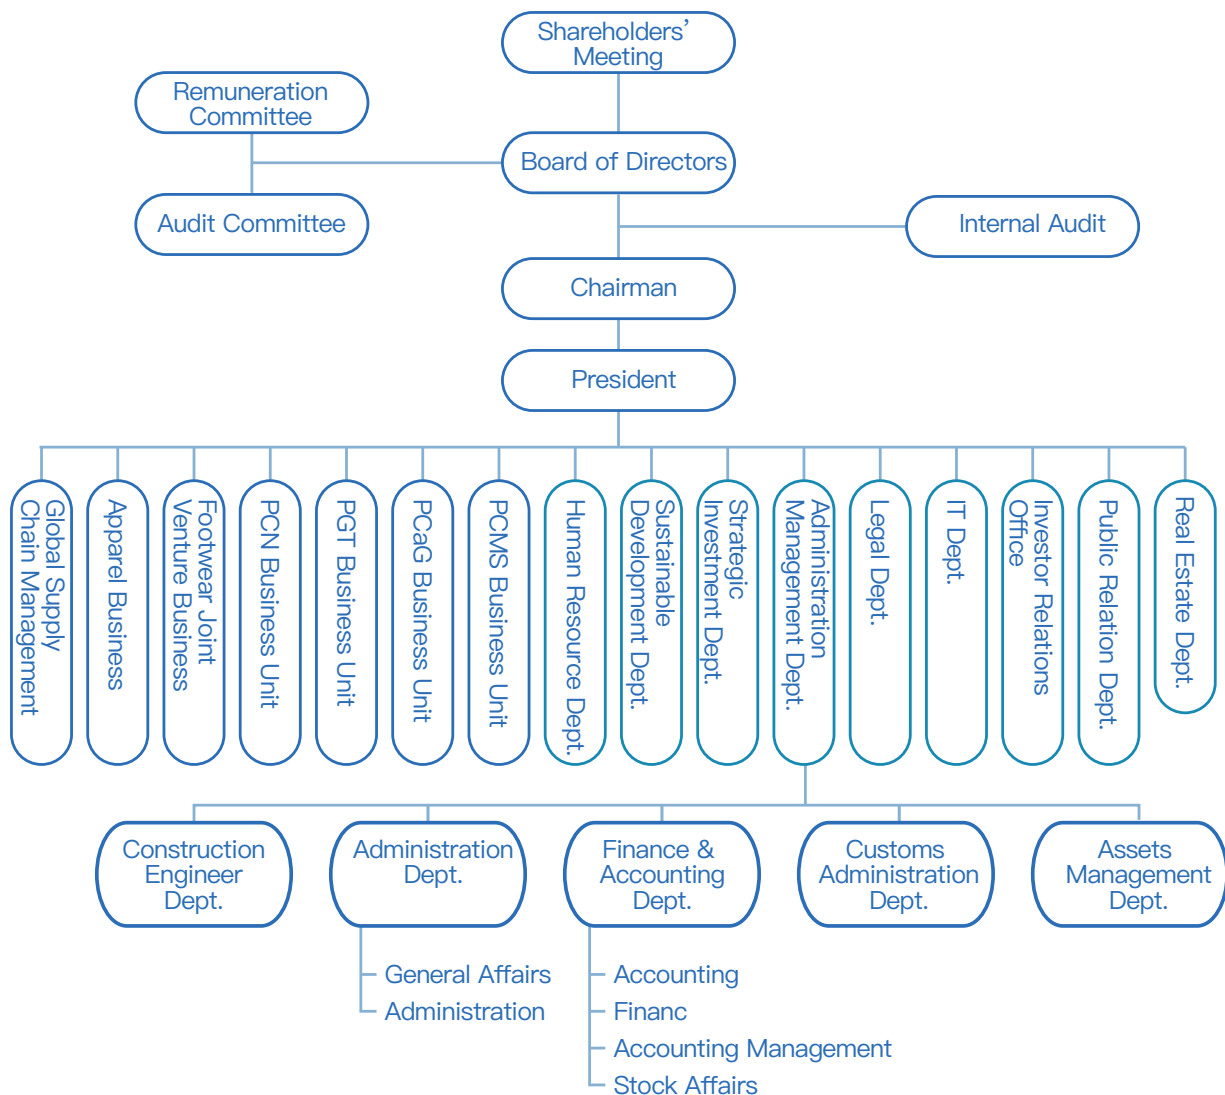 Shareholders’
Meeting
Remuneration
Committee
Board of Directors
Audit Committee
Internal Audit
Chairman
President
Global Supply
Chain Management
Apparel Business
Footwear Joint
Venture Business
PCN Business Unit
PGT Business Unit
PCaG Business Unit
PCMS Business Unit
Human Resource Dept.
Sustainable
Development Dept.
Strategic
Investment Dept.
Administration
Management Dept.
Legal Dept.
IT Dept.
Investor Relations
Office
Public Relation Dept.
Real Estate Dept.
Construction
Engineer
Dept.
Administration
Dept.
Finance &
Accounting
Dept.
Customs
Administration
Dept.
Assets
Management
Dept.
General Affairs
Administration
Accounting
Financ
Accounting Management
Stock Affairs